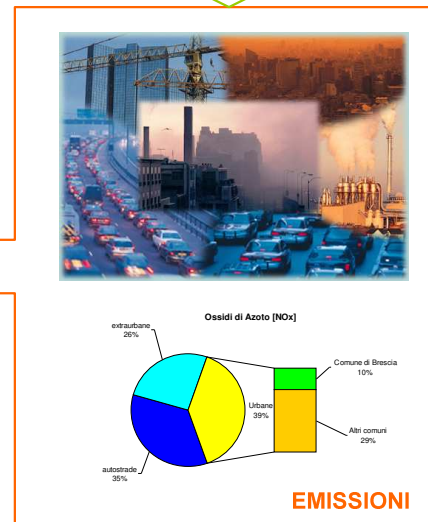 Ossidi di Azoto [NOx]
extraurbane
26%
Comune di Brescia
10%
Urbane
39%
Altri comuni
29%
autostrade
35%
EMISSIONI